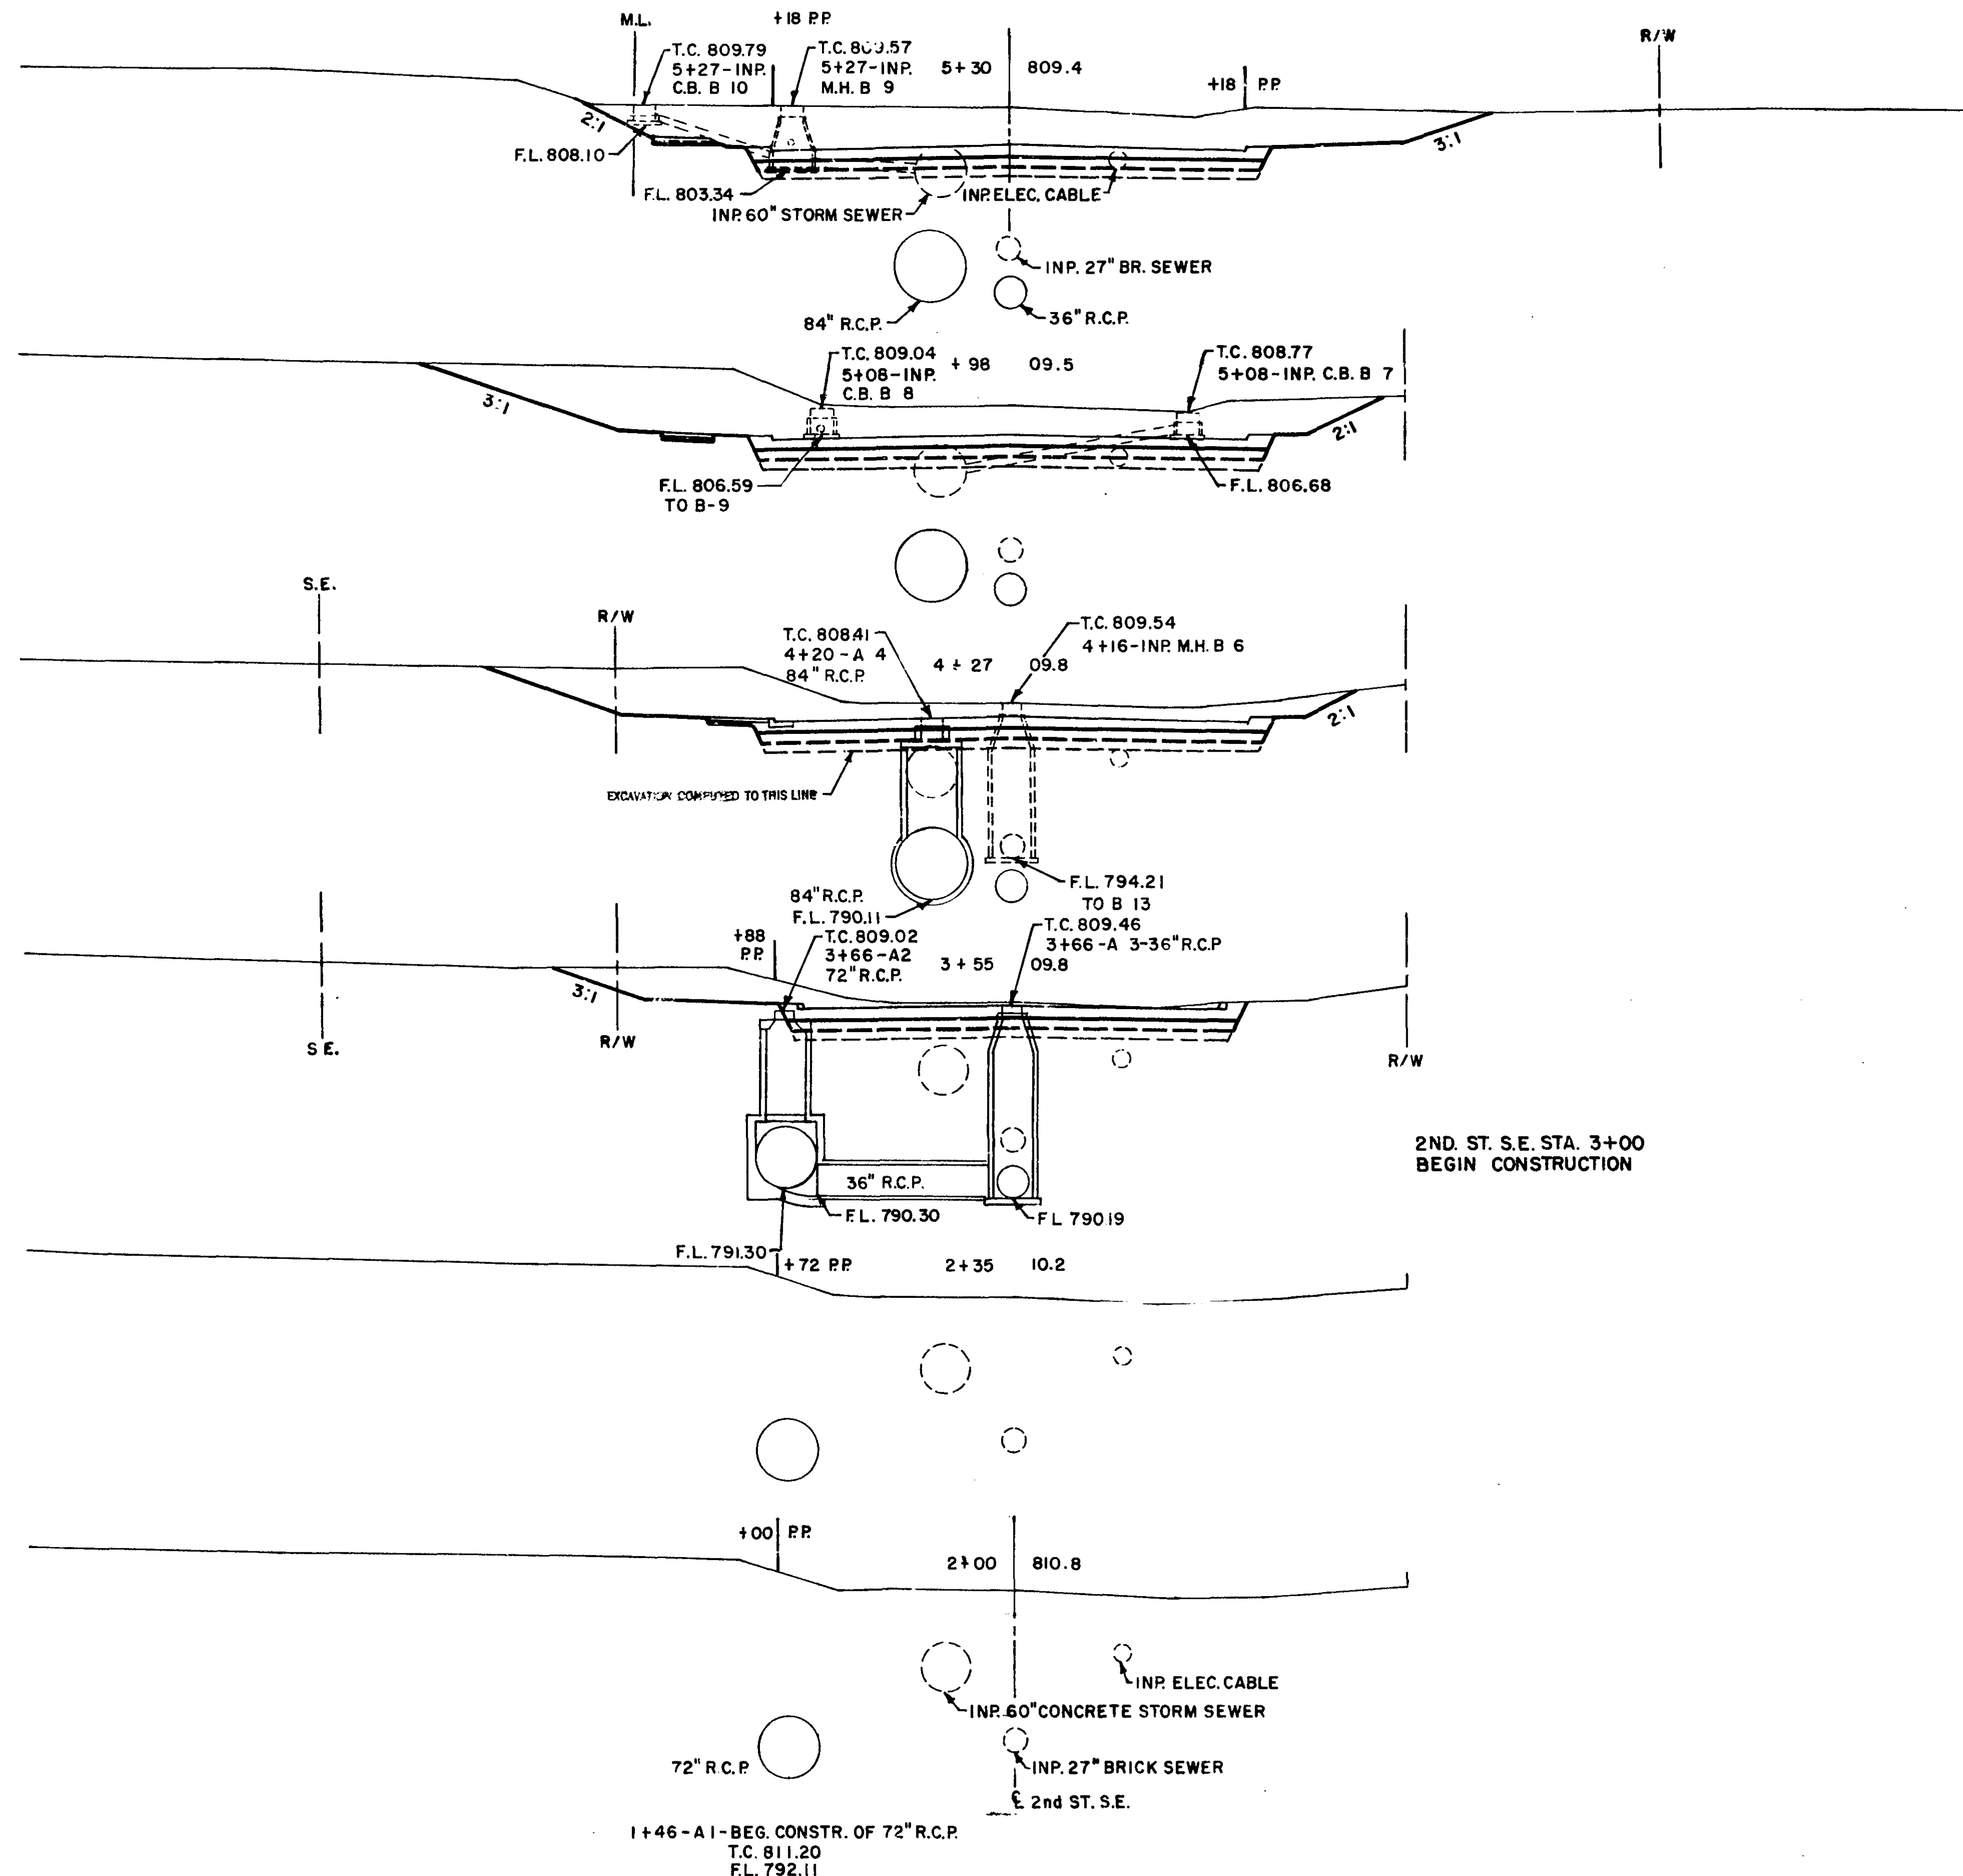 M.L.
+18 P.P.
R/W
T.C. 809.79
5+27-INP.
C.B. B 10
T.C. 809.57
5+27-INP.
M.H. B 9
5+30 809.4
+18 P.P.
2:1
3:1
F.L. 808.10
F.L. 803.34
INP. 60" STORM SEWER
INP. ELEC. CABLE
INP. 27" BR. SEWER
84" R.C.P.
36" R.C.P.
T.C. 809.04
5+08-INP.
C.B. B 8
+98 09.5
T.C. 808.77
5+08-INP. C.B. B 7
3:1
2:1
F.L. 806.59
TO B-9
F.L. 806.68
S.E.
R/W
T.C. 808.41
4+20-A 4
84" R.C.P.
4+27 09.8
T.C. 809.54
4+16-INP. M.H. B 6
2:1
EXCAVATION COMPUTED TO THIS LINE
84" R.C.P.
F.L. 790.11
F.L. 794.21
TO B 13
+88
P.P.
T.C. 809.02
3+66-A2
72" R.C.P.
3+55 09.8
T.C. 809.46
3+66-A 3-36" R.C.P
3:1
S.E.
R/W
R/W
2ND. ST. S.E. STA. 3+00
BEGIN CONSTRUCTION
36" R.C.P.
F.L. 790.30
F.L 790.19
F.L. 791.30
+72 P.P.
2+35 10.2
+00 P.P.
2+00 810.8
INP. ELEC. CABLE
INP. 60" CONCRETE STORM SEWER
72" R.C.P.
INP. 27" BRICK SEWER
℄ 2nd ST. S.E.
1+46-A1-BEG. CONSTR. OF 72" R.C.P.
T.C. 811.20
F.L. 792.11